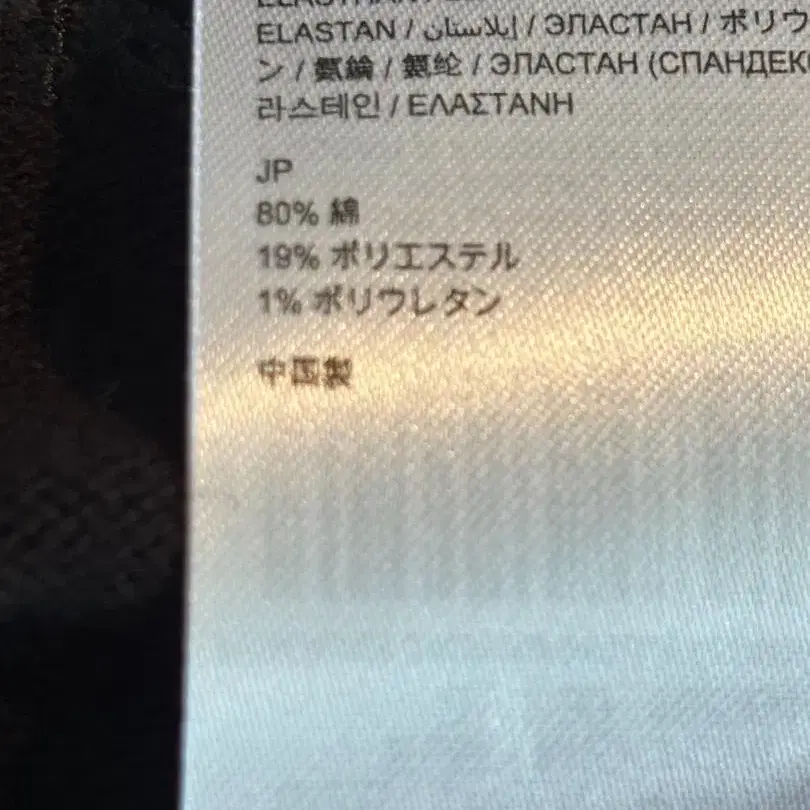 ELASTAN / إيلاستان / ЭЛАСТАН / ポリウ
ン / 氨綸 / 氨纶 / ЭЛАСТАН (СПАНДЕК
라스테인 / ΕΛΑΣΤΑΝΗ
JP
80% 綿
19% ポリエステル
1% ポリウレタン
中国製